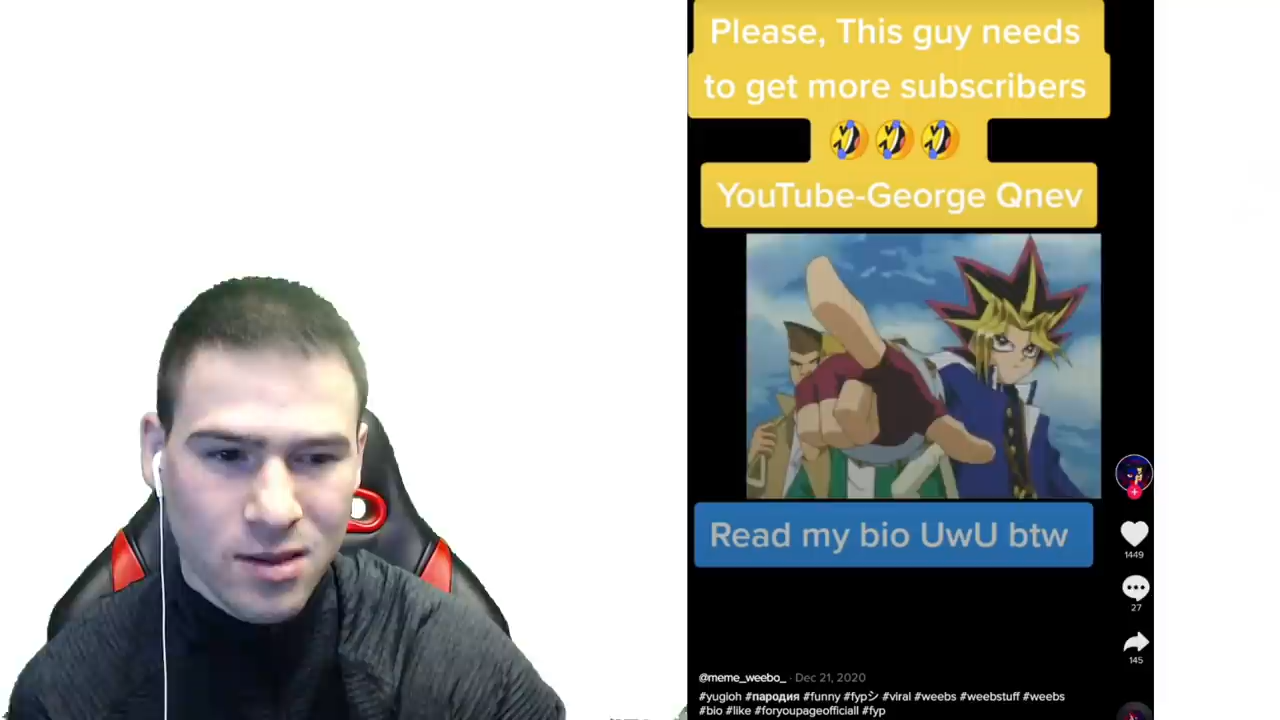 Please, This guy needs
to get more subscribers
🤣🤣🤣
YouTube-George Qnev
Read my bio UwU btw
1449
27
145
@meme_weebo_ · Dec 21, 2020
#yugioh #пародия #funny #fypシ #viral #weebs #weebstuff #weebs
#bio #like #foryoupageofficiall #fyp